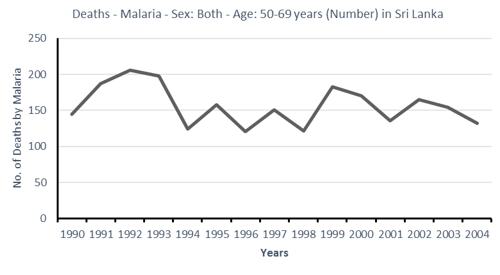 Deaths - Malaria - Sex: Both - Age: 50-69 years (Number) in Sri Lanka
250
200
150
100
50
0
No. of Deaths by Malaria
1990 1991 1992 1993 1994 1995 1996 1997 1998 1999 2000 2001 2002 2003 2004
Years